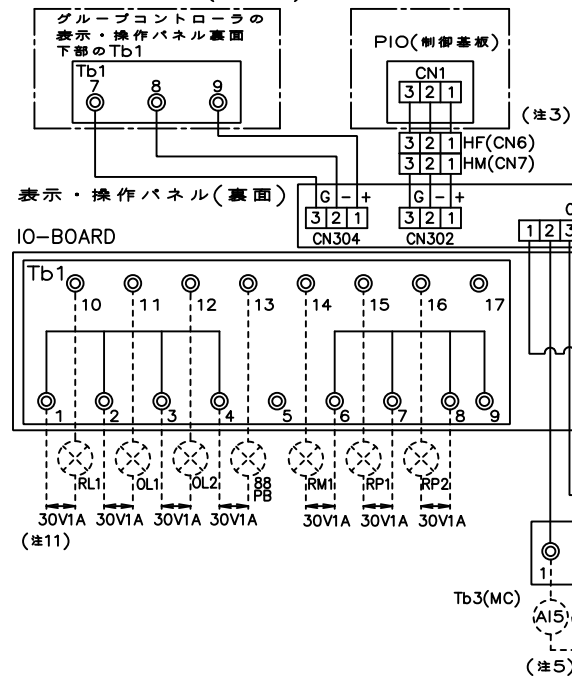 グループコントローラの
表示・操作パネル裏面
下部のTb1
Tb1
7 8 9
PIO(制御基板)
CN1
3 2 1
(注3)
3 2 1 HF(CN6)
3 2 1 HM(CN7)
表示・操作パネル(裏面)
G - +
3 2 1
CN304
G - +
3 2 1
CN302
1 2 3
IO-BOARD
Tb1
10 11 12 13 14 15 16 17
1 2 3 4 5 6 7 8 9
RL1 OL1 OL2 88PB RM1 RP1 RP2
30V1A 30V1A 30V1A 30V1A 30V1A 30V1A 30V1A
(注11)
1
Tb3(MC)
AI5
(注5)